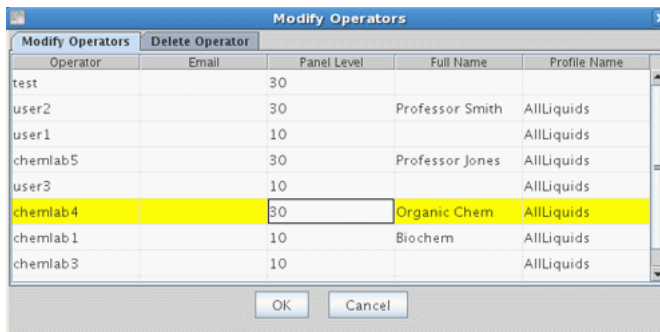 Modify Operators
Modify Operators Delete Operator
Operator Email Panel Level Full Name Profile Name
test 30
user2 30 Professor Smith AllLiquids
user1 10 AllLiquids
chemlab5 30 Professor Jones AllLiquids
user3 10 AllLiquids
chemlab4 30 Organic Chem AllLiquids
chemlab1 10 Biochem AllLiquids
chemlab3 10 AllLiquids
OK Cancel